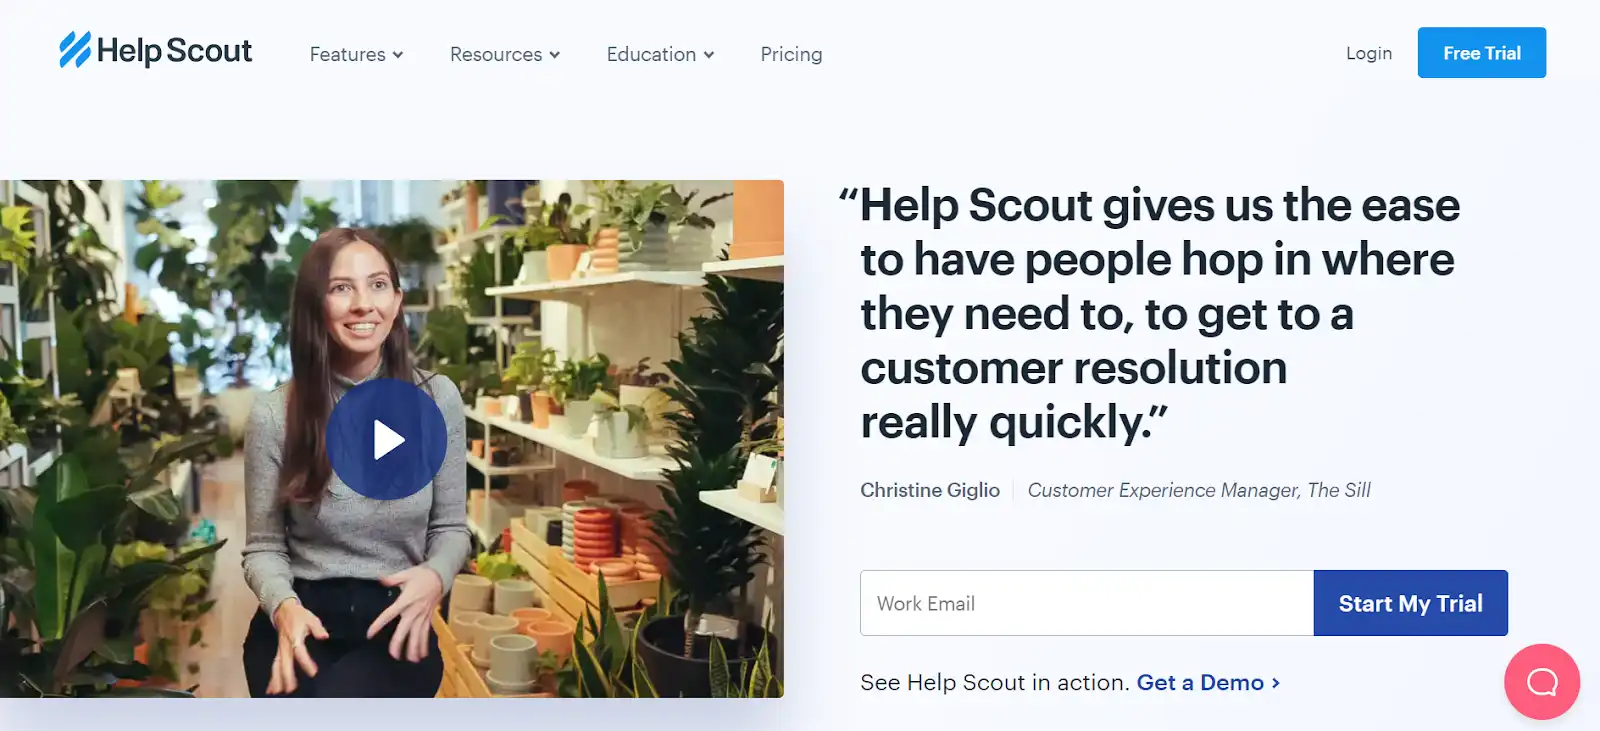 Help Scout
Features
Resources
Education
Pricing
Login
Free Trial
“Help Scout gives us the ease
to have people hop in where
they need to, to get to a
customer resolution
really quickly.”
Christine Giglio
Customer Experience Manager, The Sill
Work Email
Start My Trial
See Help Scout in action. Get a Demo ›